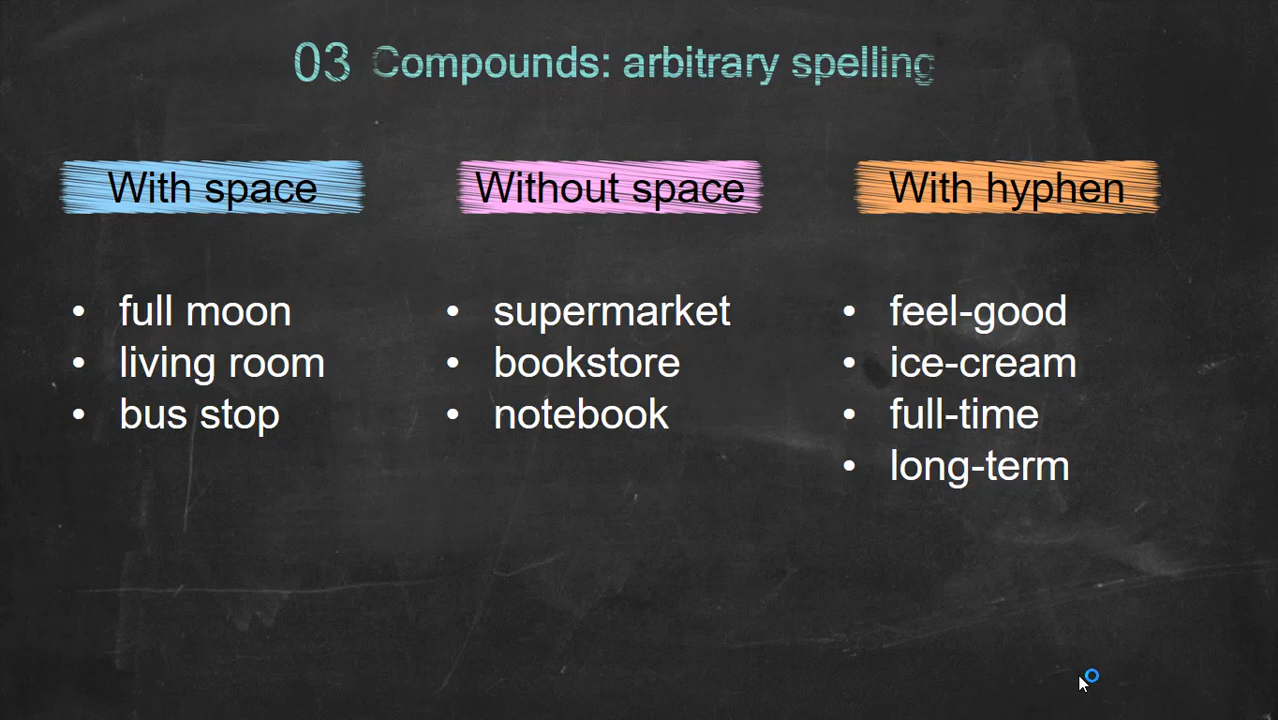 03 Compounds: arbitrary spelling
With space
• full moon
• living room
• bus stop
Without space
• supermarket
• bookstore
• notebook
With hyphen
• feel-good
• ice-cream
• full-time
• long-term